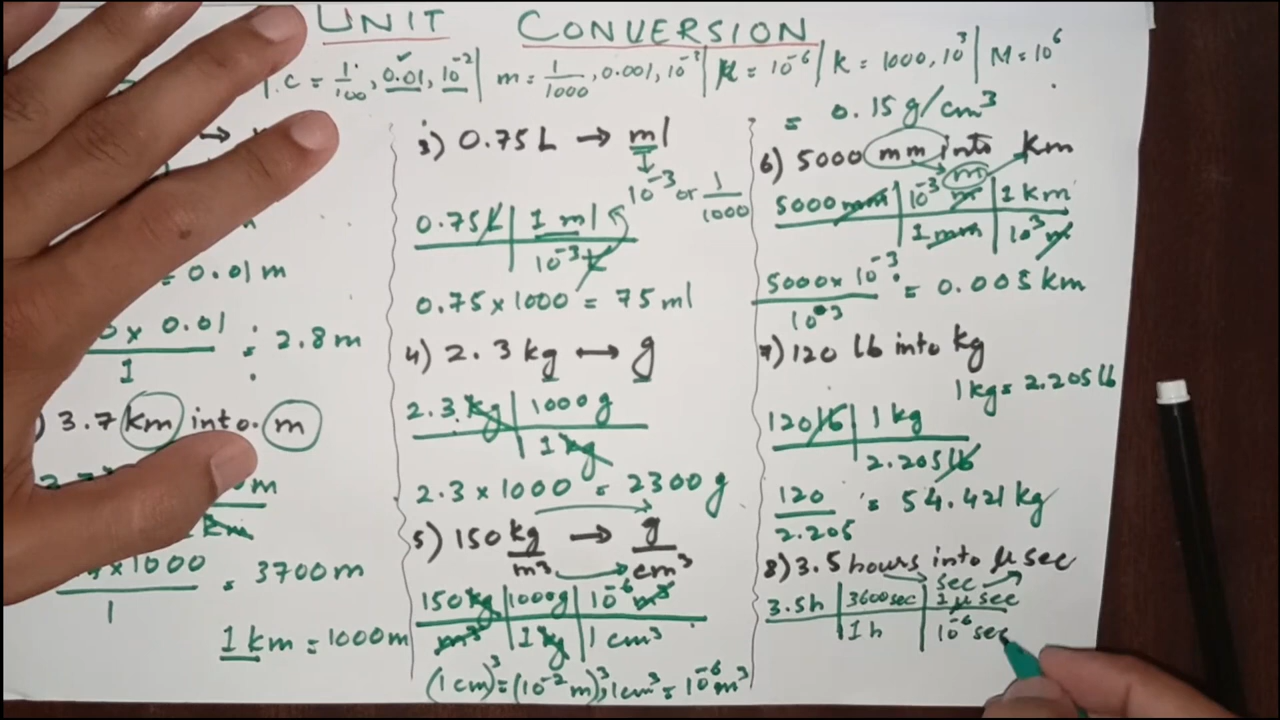 UNIT CONVERSION
c = 1/100, 0.01, 10⁻² | m = 1/1000, 0.001, 10⁻³ | μ = 10⁻⁶ | k = 1000, 10³ | M = 10⁶
= 0.01 m
x 0.01 / 1 = 2.8 m
) 3.7 km into m
x 1000 / 1 = 3700 m
1 km = 1000 m
3) 0.75 L → ml
10⁻³ or 1/1000
0.75 L | 1 ml
10⁻³ L
0.75 x 1000 = 75 ml
4) 2.3 kg → g
2.3 kg | 1000 g
1 kg
2.3 x 1000 = 2300 g
5) 150 kg/m³ → g/cm³
150 kg | 1000 g | 10⁻⁶ m³
m³ | 1 kg | 1 cm³
(1 cm)³ = (10⁻² m)³, 1 cm³ = 10⁻⁶ m³
= 0.15 g/cm³
6) 5000 mm into km
m
5000 mm | 10⁻³ m | 1 km
1 mm | 10³ m
5000 x 10⁻³ / 10³ = 0.005 km
7) 120 lb into kg
1 kg = 2.205 lb
120 lb | 1 kg
2.205 lb
120 / 2.205 = 54.421 kg
8) 3.5 hours into μ sec
sec
3.5 h | 3600 sec | 1 μ sec
1 h | 10⁻⁶ sec